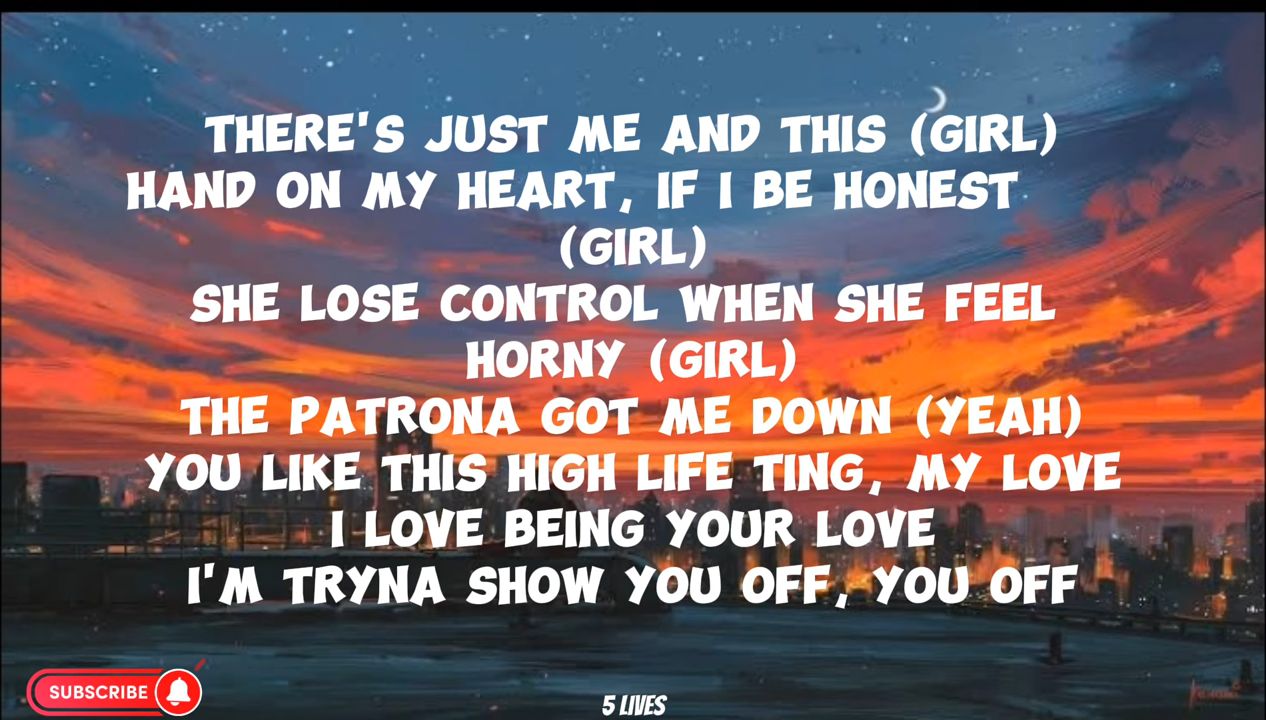 THERE'S JUST ME AND THIS (GIRL)
HAND ON MY HEART, IF I BE HONEST
(GIRL)
SHE LOSE CONTROL WHEN SHE FEEL
HORNY (GIRL)
THE PATRONA GOT ME DOWN (YEAH)
YOU LIKE THIS HIGH LIFE TING, MY LOVE
I LOVE BEING YOUR LOVE
I'M TRYNA SHOW YOU OFF, YOU OFF
SUBSCRIBE
5 LIVES